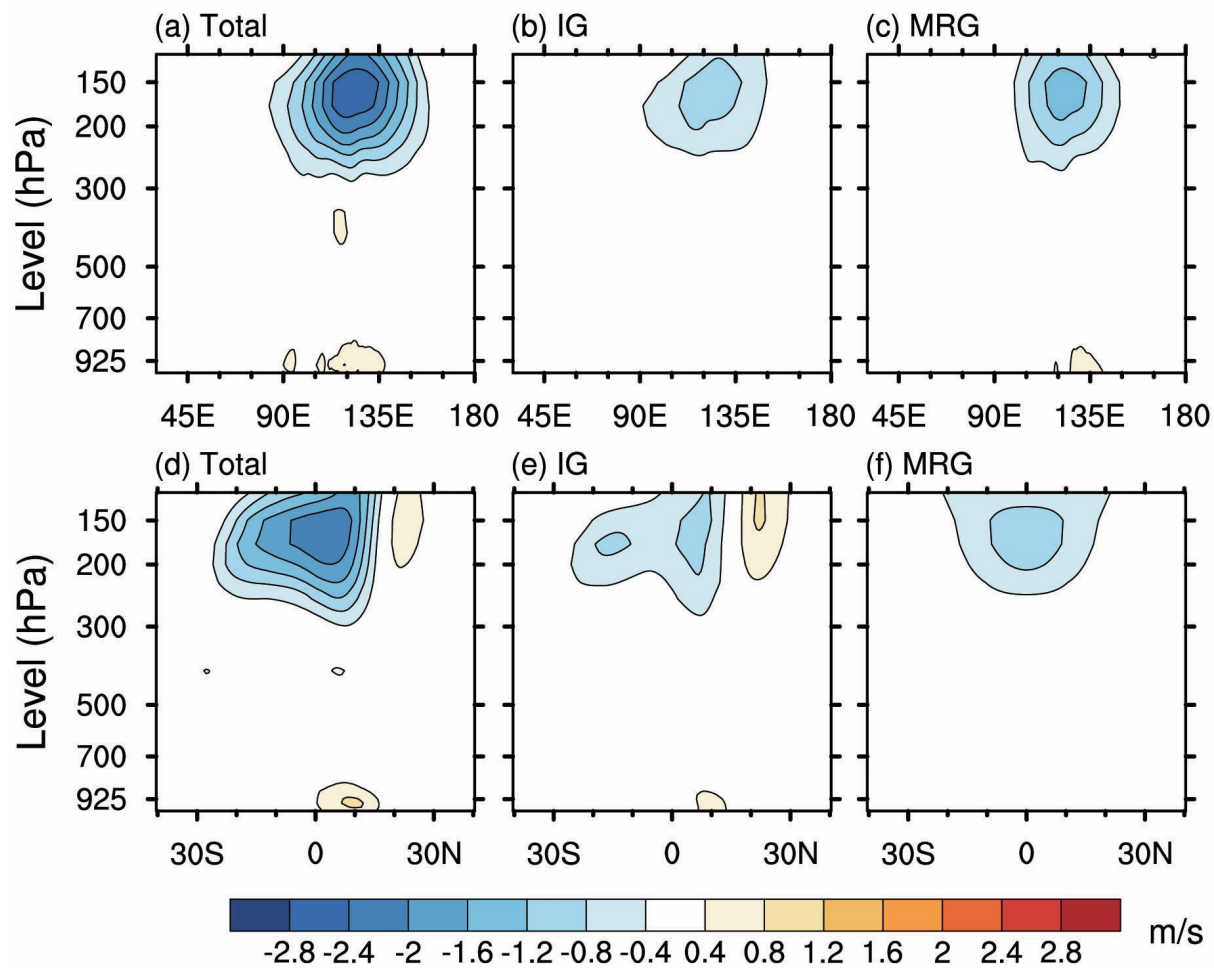 (a) Total
(b) IG
(c) MRG
Level (hPa)
150
200
300
500
700
925
45E 90E 135E 180
45E 90E 135E 180
45E 90E 135E 180
(d) Total
(e) IG
(f) MRG
Level (hPa)
150
200
300
500
700
925
30S 0 30N
30S 0 30N
30S 0 30N
-2.8 -2.4 -2 -1.6 -1.2 -0.8 -0.4 0.4 0.8 1.2 1.6 2 2.4 2.8 m/s